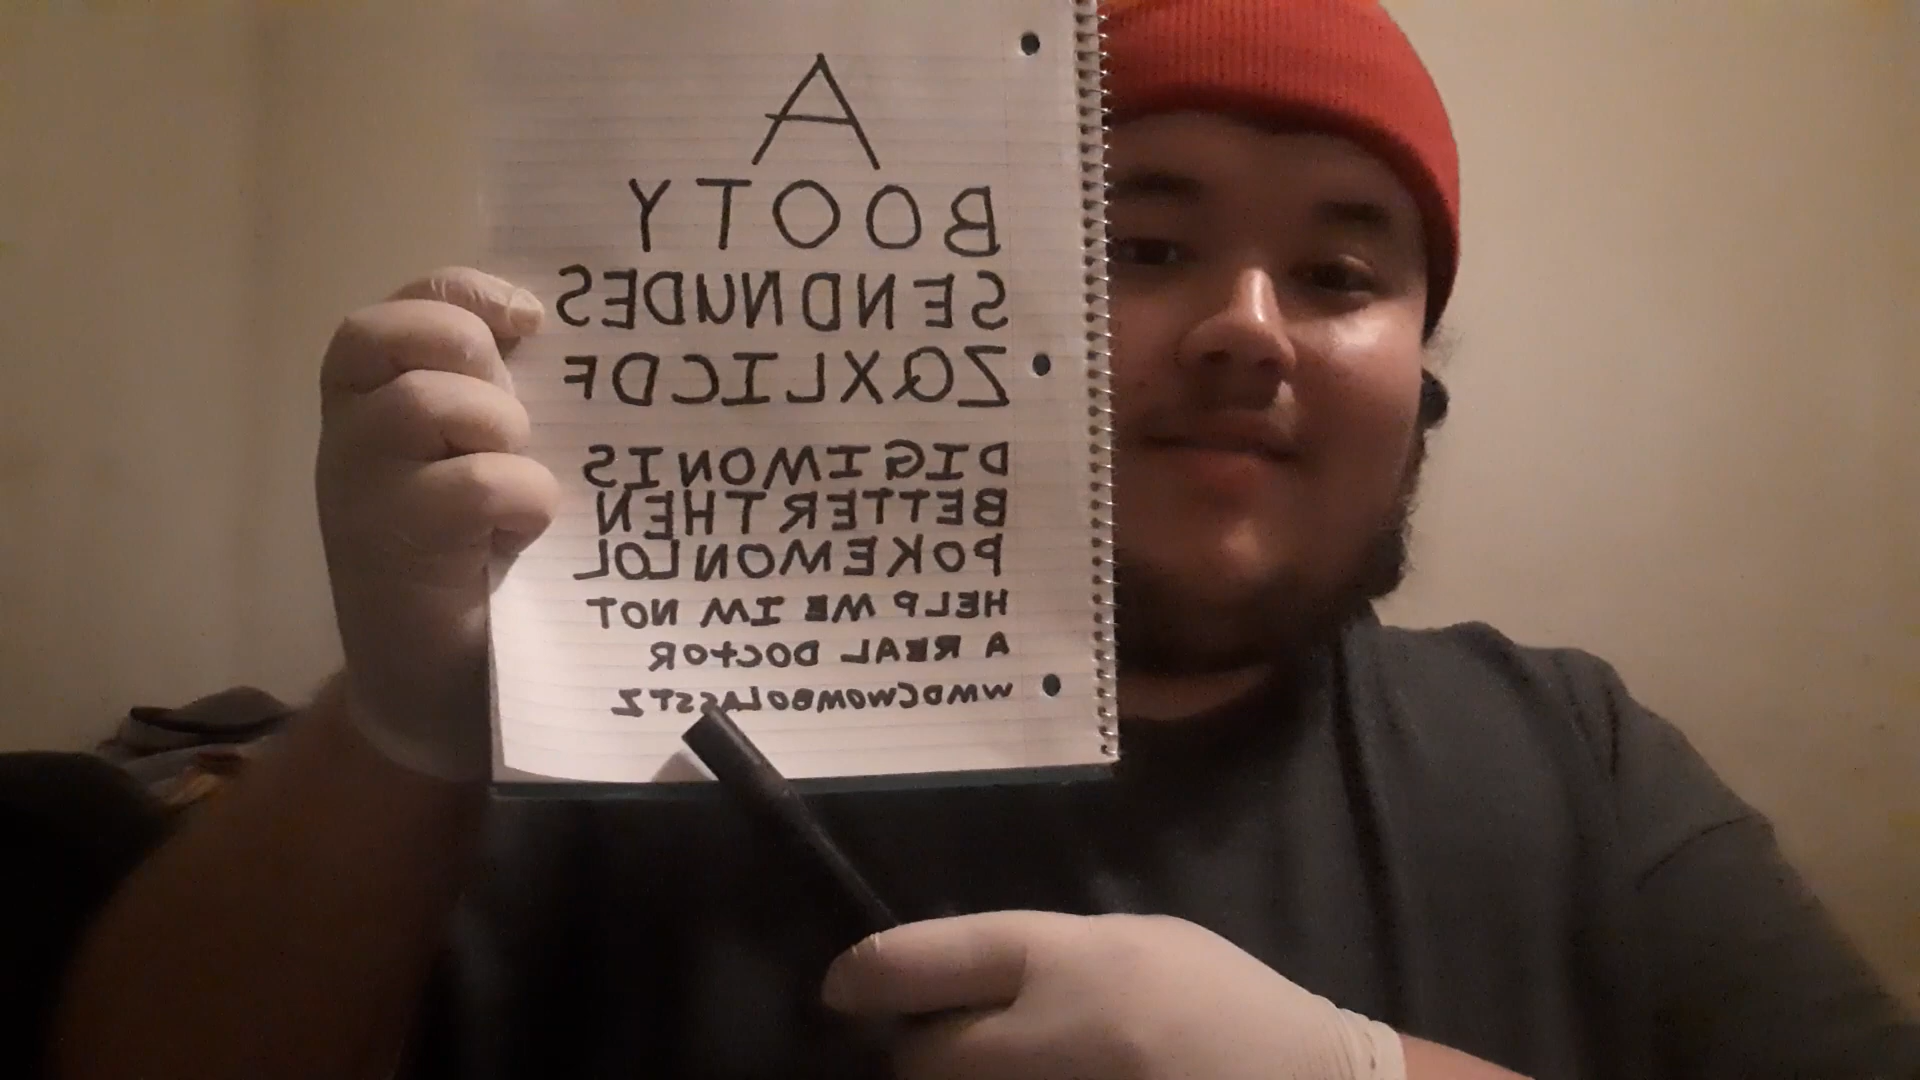 A
BOOTY
SENDNUDES
ZQXLICDF
DIGIMONIS
BETTERTHEN
POKEMONLOL
HELP ME IM NOT
A REAL DOCTOR